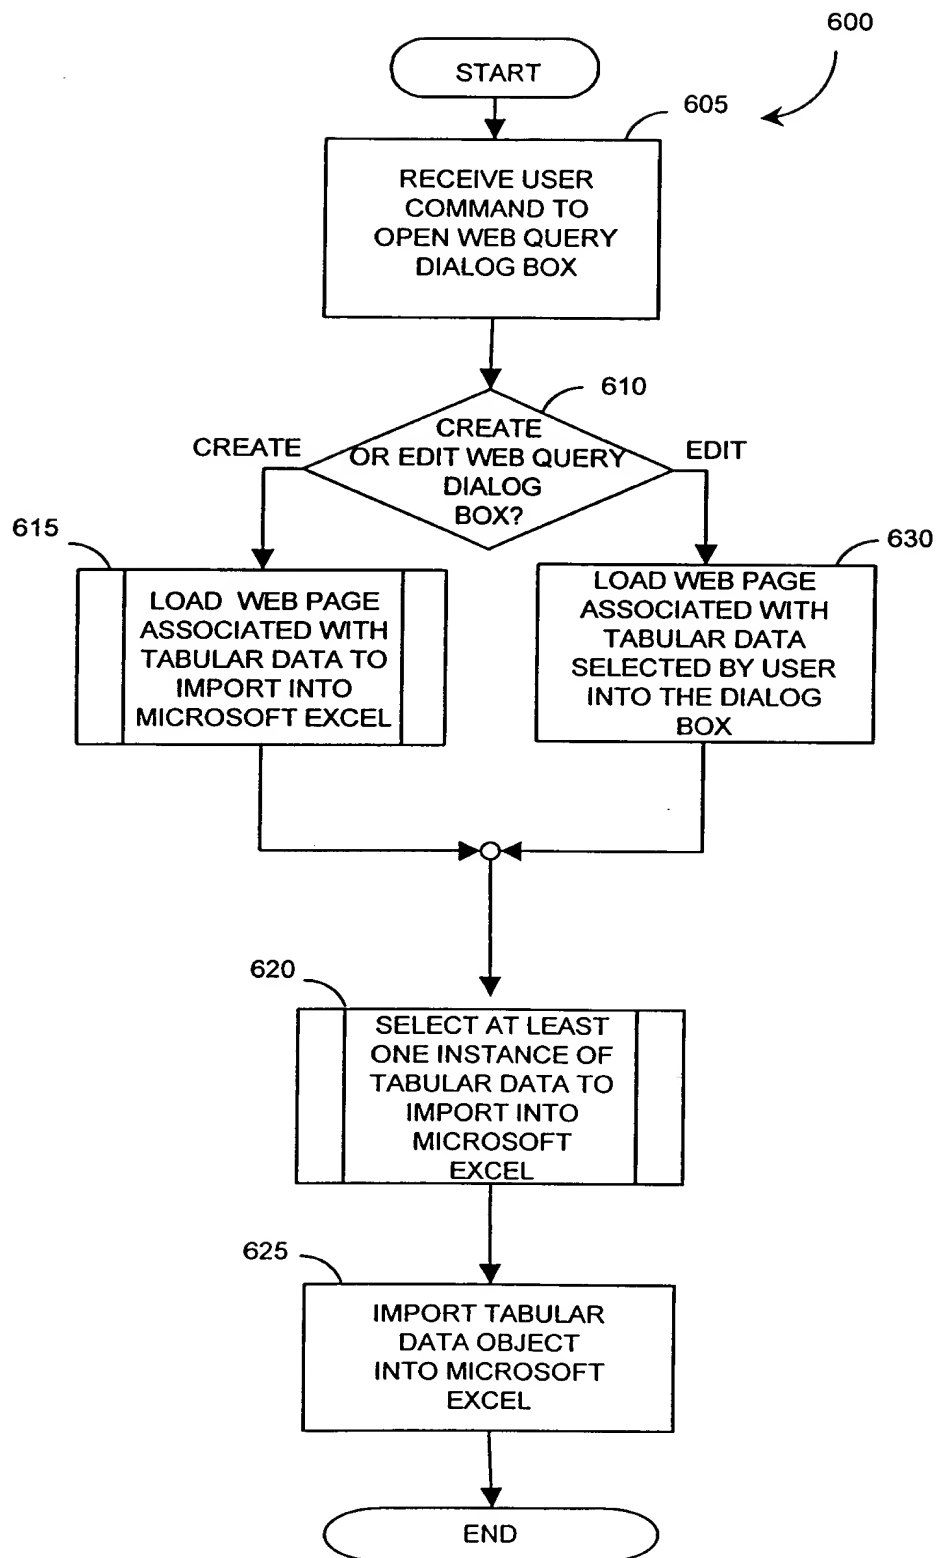 600
START
605
RECEIVE USER
COMMAND TO
OPEN WEB QUERY
DIALOG BOX
610
CREATE
OR EDIT WEB QUERY
DIALOG
BOX?
CREATE
EDIT
615
LOAD WEB PAGE
ASSOCIATED WITH
TABULAR DATA TO
IMPORT INTO
MICROSOFT EXCEL
630
LOAD WEB PAGE
ASSOCIATED WITH
TABULAR DATA
SELECTED BY USER
INTO THE DIALOG
BOX
620
SELECT AT LEAST
ONE INSTANCE OF
TABULAR DATA TO
IMPORT INTO
MICROSOFT
EXCEL
625
IMPORT TABULAR
DATA OBJECT
INTO MICROSOFT
EXCEL
END